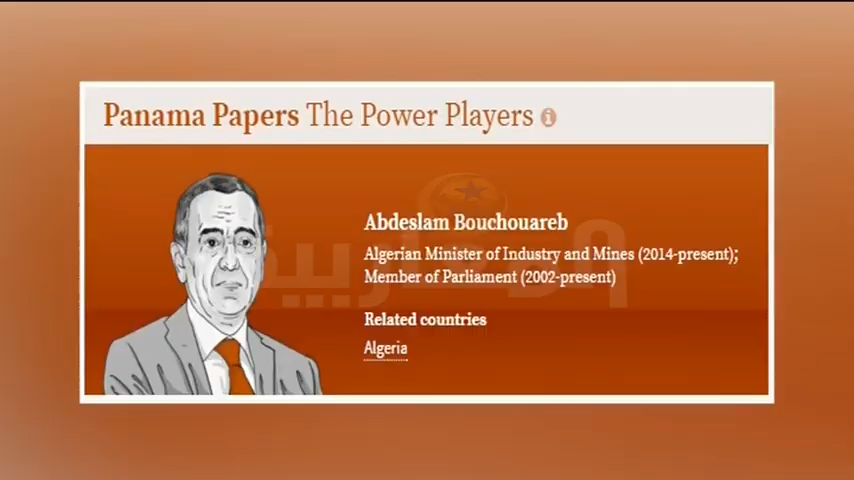 Panama Papers The Power Players
Abdeslam Bouchouareb
Algerian Minister of Industry and Mines (2014-present);
Member of Parliament (2002-present)
Related countries
Algeria